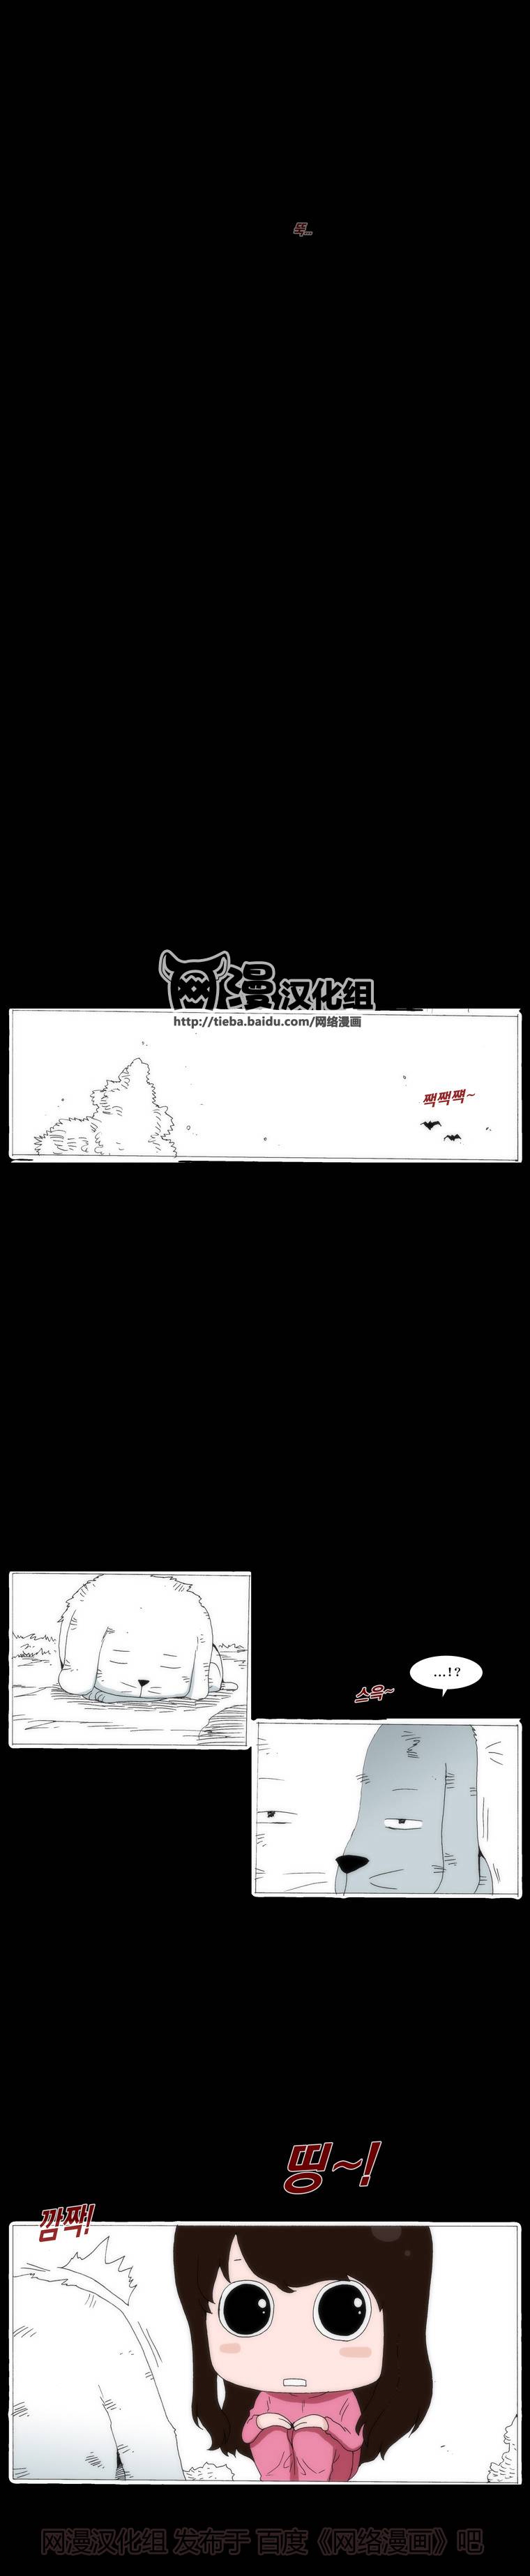 뚝...
网漫汉化组
http://tieba.baidu.com/网络漫画
짹짹짹~
...!?
스윽~
띵~!
깜짝!
网漫汉化组 发布于 百度《网络漫画》吧